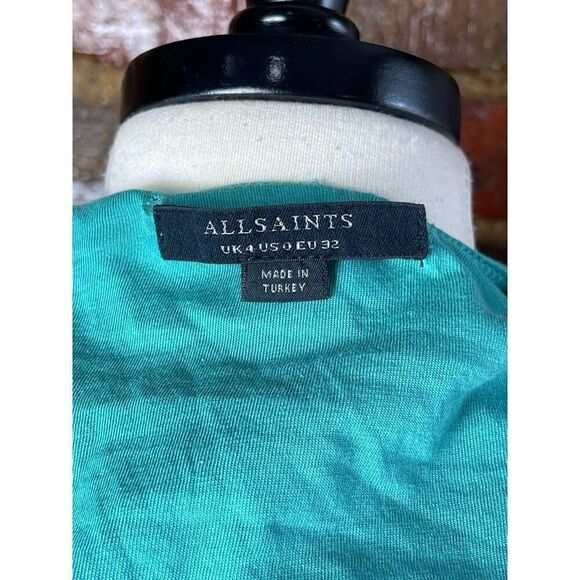 ALLSAINTS
UK 4 US 0 EU 32
MADE IN
TURKEY